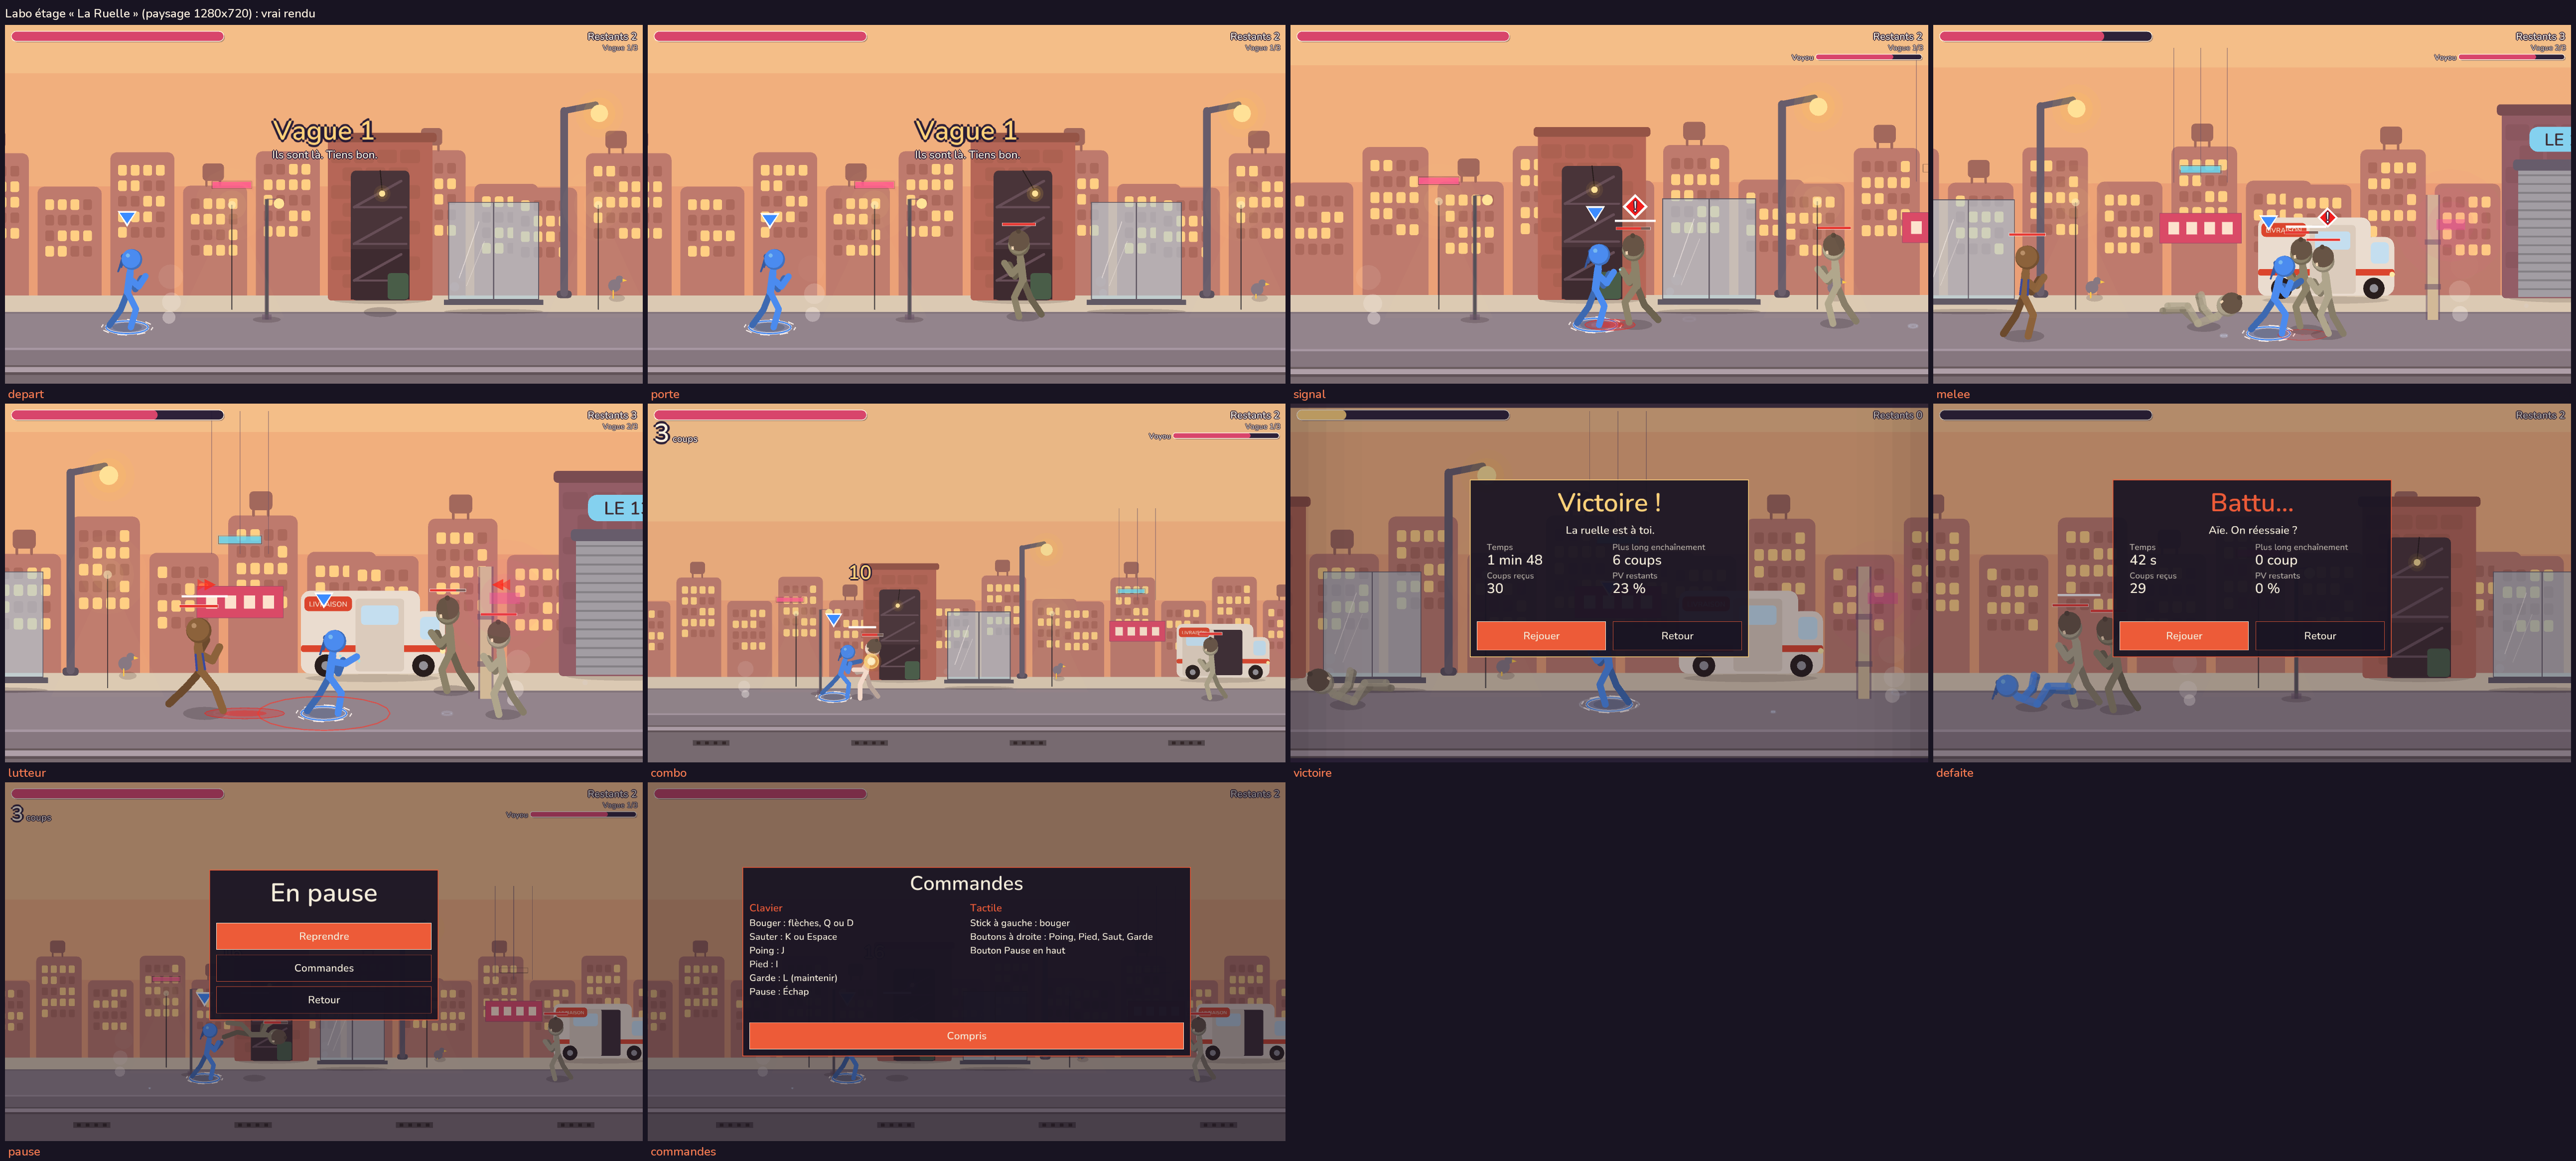 Labo étage « La Ruelle » (paysage 1280x720) : vrai rendu
Restants 2
Vague 1/3
Vague 1
Ils sont là. Tiens bon.
depart
Restants 2
Vague 1/3
Vague 1
Ils sont là. Tiens bon.
porte
Restants 2
Vague 1/3
Voyou
!
signal
Restants 3
Vague 2/3
Voyou
LE
!
melee
Restants 3
Vague 2/3
LE 1
lutteur
Restants 2
Vague 1/3
Voyou
3 coups
10
combo
Restants 0
Victoire !
La ruelle est à toi.
Temps
Plus long enchaînement
1 min 48
6 coups
Coups reçus
PV restants
30
23 %
Rejouer
Retour
victoire
Restants 2
Battu...
Aïe. On réessaie ?
Temps
Plus long enchaînement
42 s
0 coup
Coups reçus
PV restants
29
0 %
Rejouer
Retour
defaite
Restants 2
Vague 1/3
Voyou
3 coups
En pause
Reprendre
Commandes
Retour
pause
Restants 2
Commandes
Clavier
Bouger : flèches, Q ou D
Sauter : K ou Espace
Poing : J
Pied : I
Garde : L (maintenir)
Pause : Échap
Tactile
Stick à gauche : bouger
Boutons à droite : Poing, Pied, Saut, Garde
Bouton Pause en haut
Compris
commandes